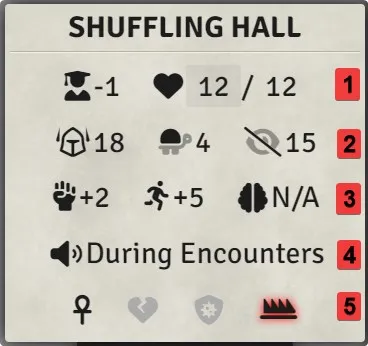 SHUFFLING HALL
-1 12 / 12 1
18 4 15 2
+2 +5 N/A 3
During Encounters 4
5